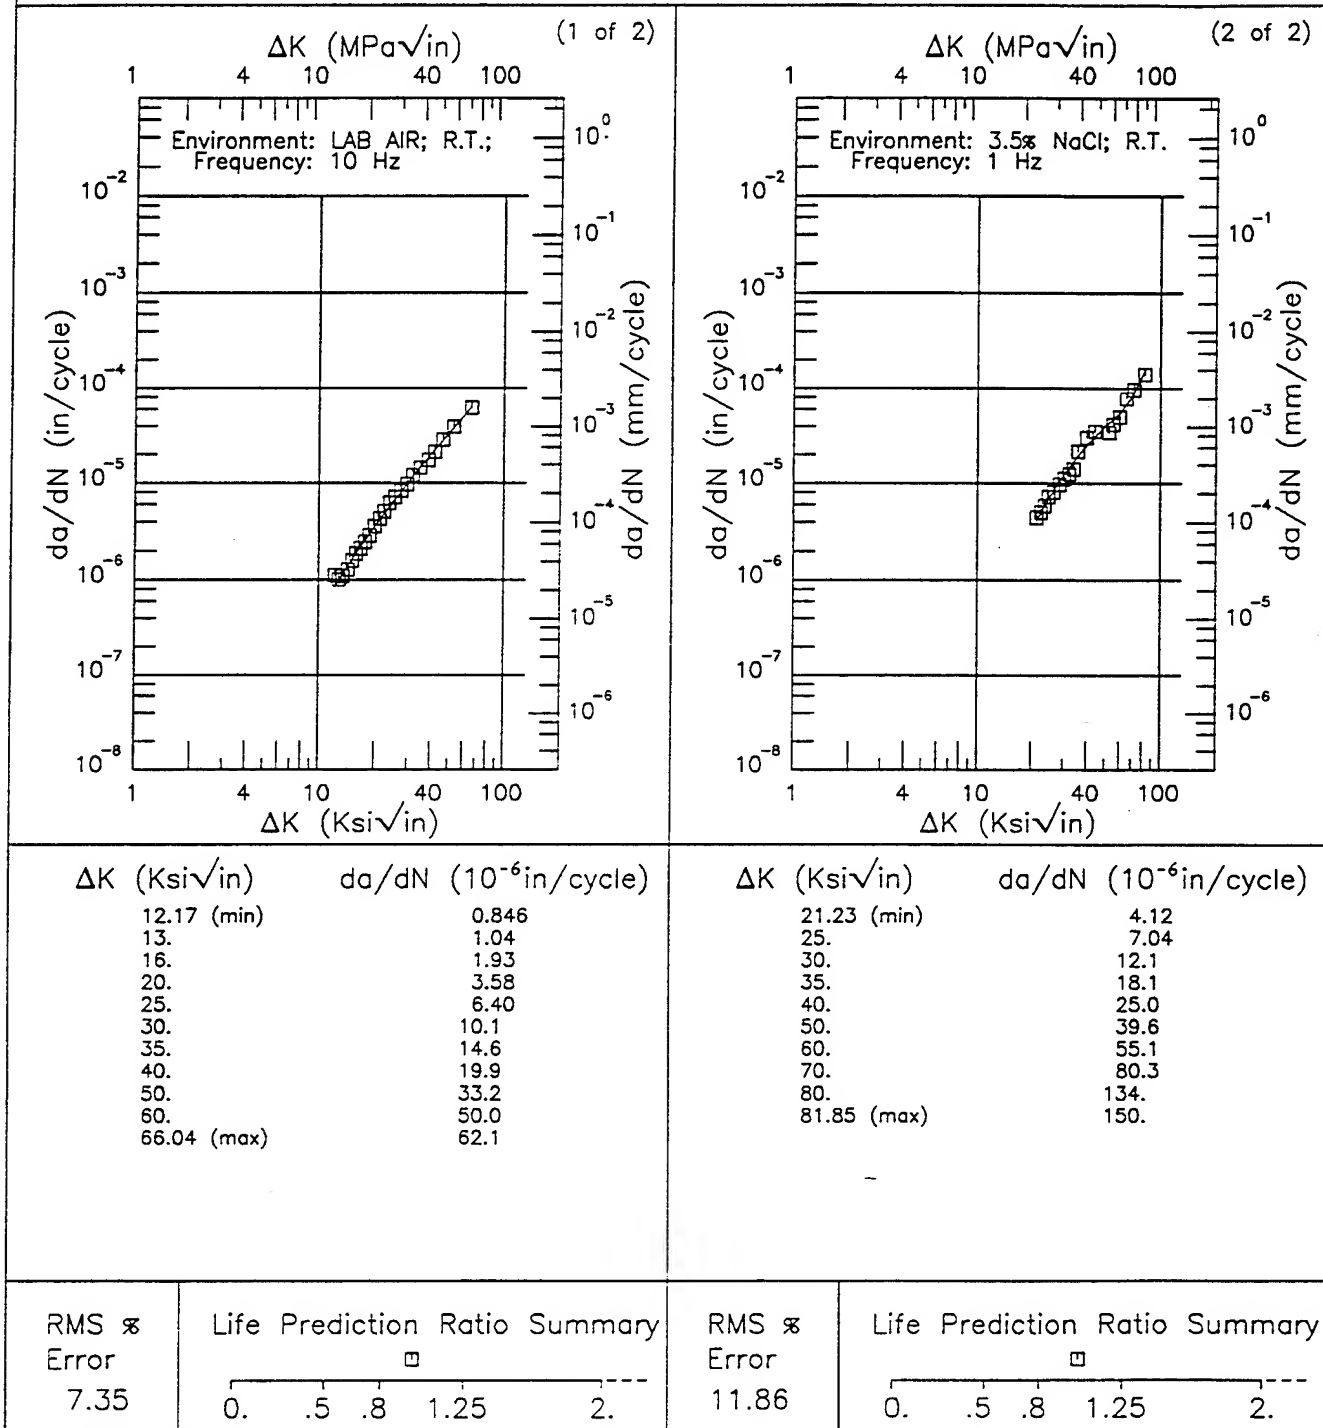 (1 of 2)
ΔK (MPa√in)
1 4 10 40 100
Environment: LAB AIR; R.T.;
Frequency: 10 Hz
da/dN (in/cycle)
10⁻²
10⁻³
10⁻⁴
10⁻⁵
10⁻⁶
10⁻⁷
10⁻⁸
10⁰
10⁻¹
10⁻²
10⁻³
10⁻⁴
10⁻⁵
10⁻⁶
da/dN (mm/cycle)
1 4 10 40 100
ΔK (Ksi√in)
(2 of 2)
ΔK (MPa√in)
1 4 10 40 100
Environment: 3.5% NaCl; R.T.
Frequency: 1 Hz
da/dN (in/cycle)
10⁻²
10⁻³
10⁻⁴
10⁻⁵
10⁻⁶
10⁻⁷
10⁻⁸
10⁰
10⁻¹
10⁻²
10⁻³
10⁻⁴
10⁻⁵
10⁻⁶
da/dN (mm/cycle)
1 4 10 40 100
ΔK (Ksi√in)
ΔK (Ksi√in) da/dN (10⁻⁶in/cycle)
12.17 (min) 0.846
13. 1.04
16. 1.93
20. 3.58
25. 6.40
30. 10.1
35. 14.6
40. 19.9
50. 33.2
60. 50.0
66.04 (max) 62.1
ΔK (Ksi√in) da/dN (10⁻⁶in/cycle)
21.23 (min) 4.12
25. 7.04
30. 12.1
35. 18.1
40. 25.0
50. 39.6
60. 55.1
70. 80.3
80. 134.
81.85 (max) 150.
RMS %
Error
7.35
Life Prediction Ratio Summary
0. .5 .8 1.25 2.
RMS %
Error
11.86
Life Prediction Ratio Summary
0. .5 .8 1.25 2.